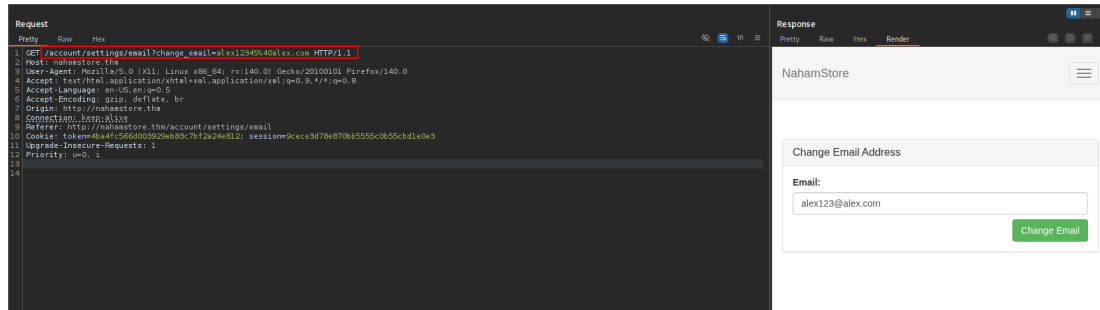 Request
Pretty Raw Hex
1 GET /account/settings/email?change_email=alex12345%40alex.com HTTP/1.1
2 Host: nahamstore.thm
3 User-Agent: Mozilla/5.0 (X11; Linux x86_64; rv:140.0) Gecko/20100101 Firefox/140.0
4 Accept: text/html,application/xhtml+xml,application/xml;q=0.9,*/*;q=0.8
5 Accept-Language: en-US,en;q=0.5
6 Accept-Encoding: gzip, deflate, br
7 Origin: http://nahamstore.thm
8 Connection: keep-alive
9 Referer: http://nahamstore.thm/account/settings/email
10 Cookie: token=4ba4fc566d003929eb83c7bf2a24e812; session=9cece3d78e870bb5555c0b55cbd1e0e3
11 Upgrade-Insecure-Requests: 1
12 Priority: u=0, i
13
14
Response
Pretty Raw Hex Render
NahamStore
Change Email Address
Email:
alex123@alex.com
Change Email